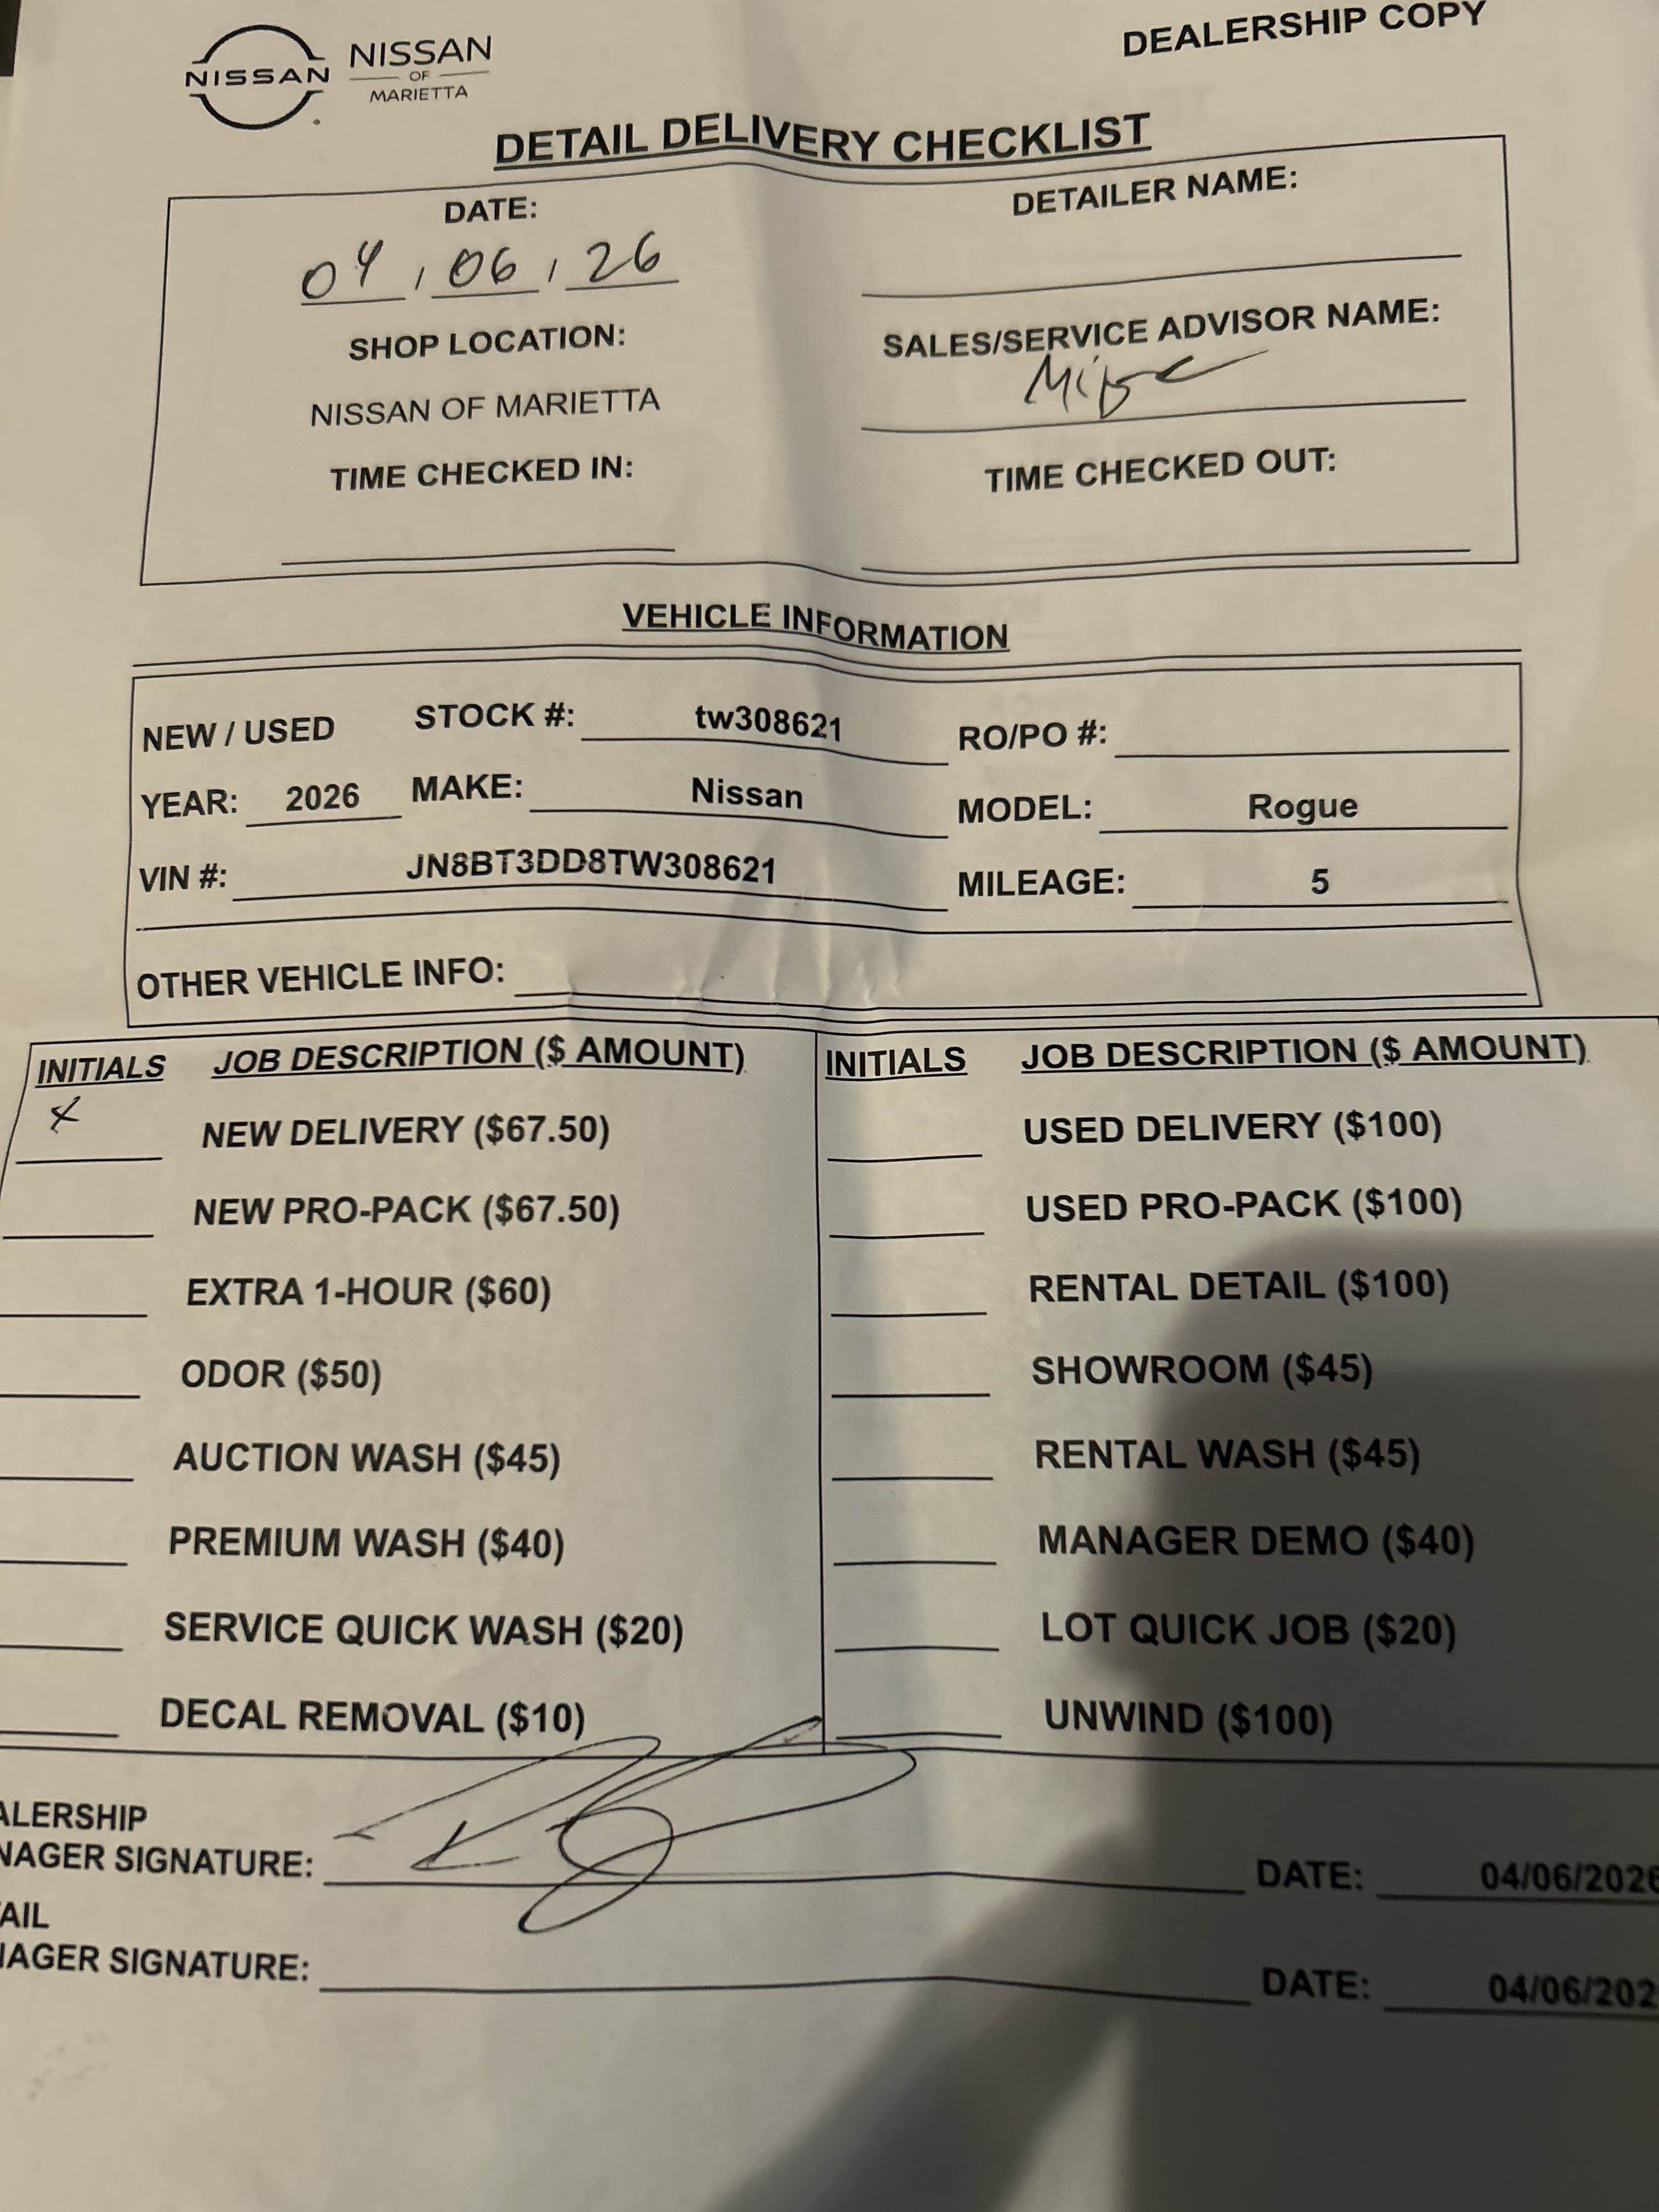 DEALERSHIP COPY
NISSAN
NISSAN
OF
MARIETTA
DETAIL DELIVERY CHECKLIST
DATE: DETAILER NAME:
04 / 06 / 26
SHOP LOCATION: SALES/SERVICE ADVISOR NAME:
NISSAN OF MARIETTA
TIME CHECKED IN: TIME CHECKED OUT:
VEHICLE INFORMATION
NEW / USED STOCK #: tw308621 RO/PO #:
YEAR: 2026 MAKE: Nissan MODEL: Rogue
VIN #: JN8BT3DD8TW308621 MILEAGE: 5
OTHER VEHICLE INFO:
INITIALS JOB DESCRIPTION ($ AMOUNT) INITIALS JOB DESCRIPTION ($ AMOUNT)
x NEW DELIVERY ($67.50) USED DELIVERY ($100)
NEW PRO-PACK ($67.50) USED PRO-PACK ($100)
EXTRA 1-HOUR ($60) RENTAL DETAIL ($100)
ODOR ($50) SHOWROOM ($45)
AUCTION WASH ($45) RENTAL WASH ($45)
PREMIUM WASH ($40) MANAGER DEMO ($40)
SERVICE QUICK WASH ($20) LOT QUICK JOB ($20)
DECAL REMOVAL ($10) UNWIND ($100)
ALERSHIP
NAGER SIGNATURE: DATE: 04/06/2026
AIL
NAGER SIGNATURE: DATE: 04/06/202